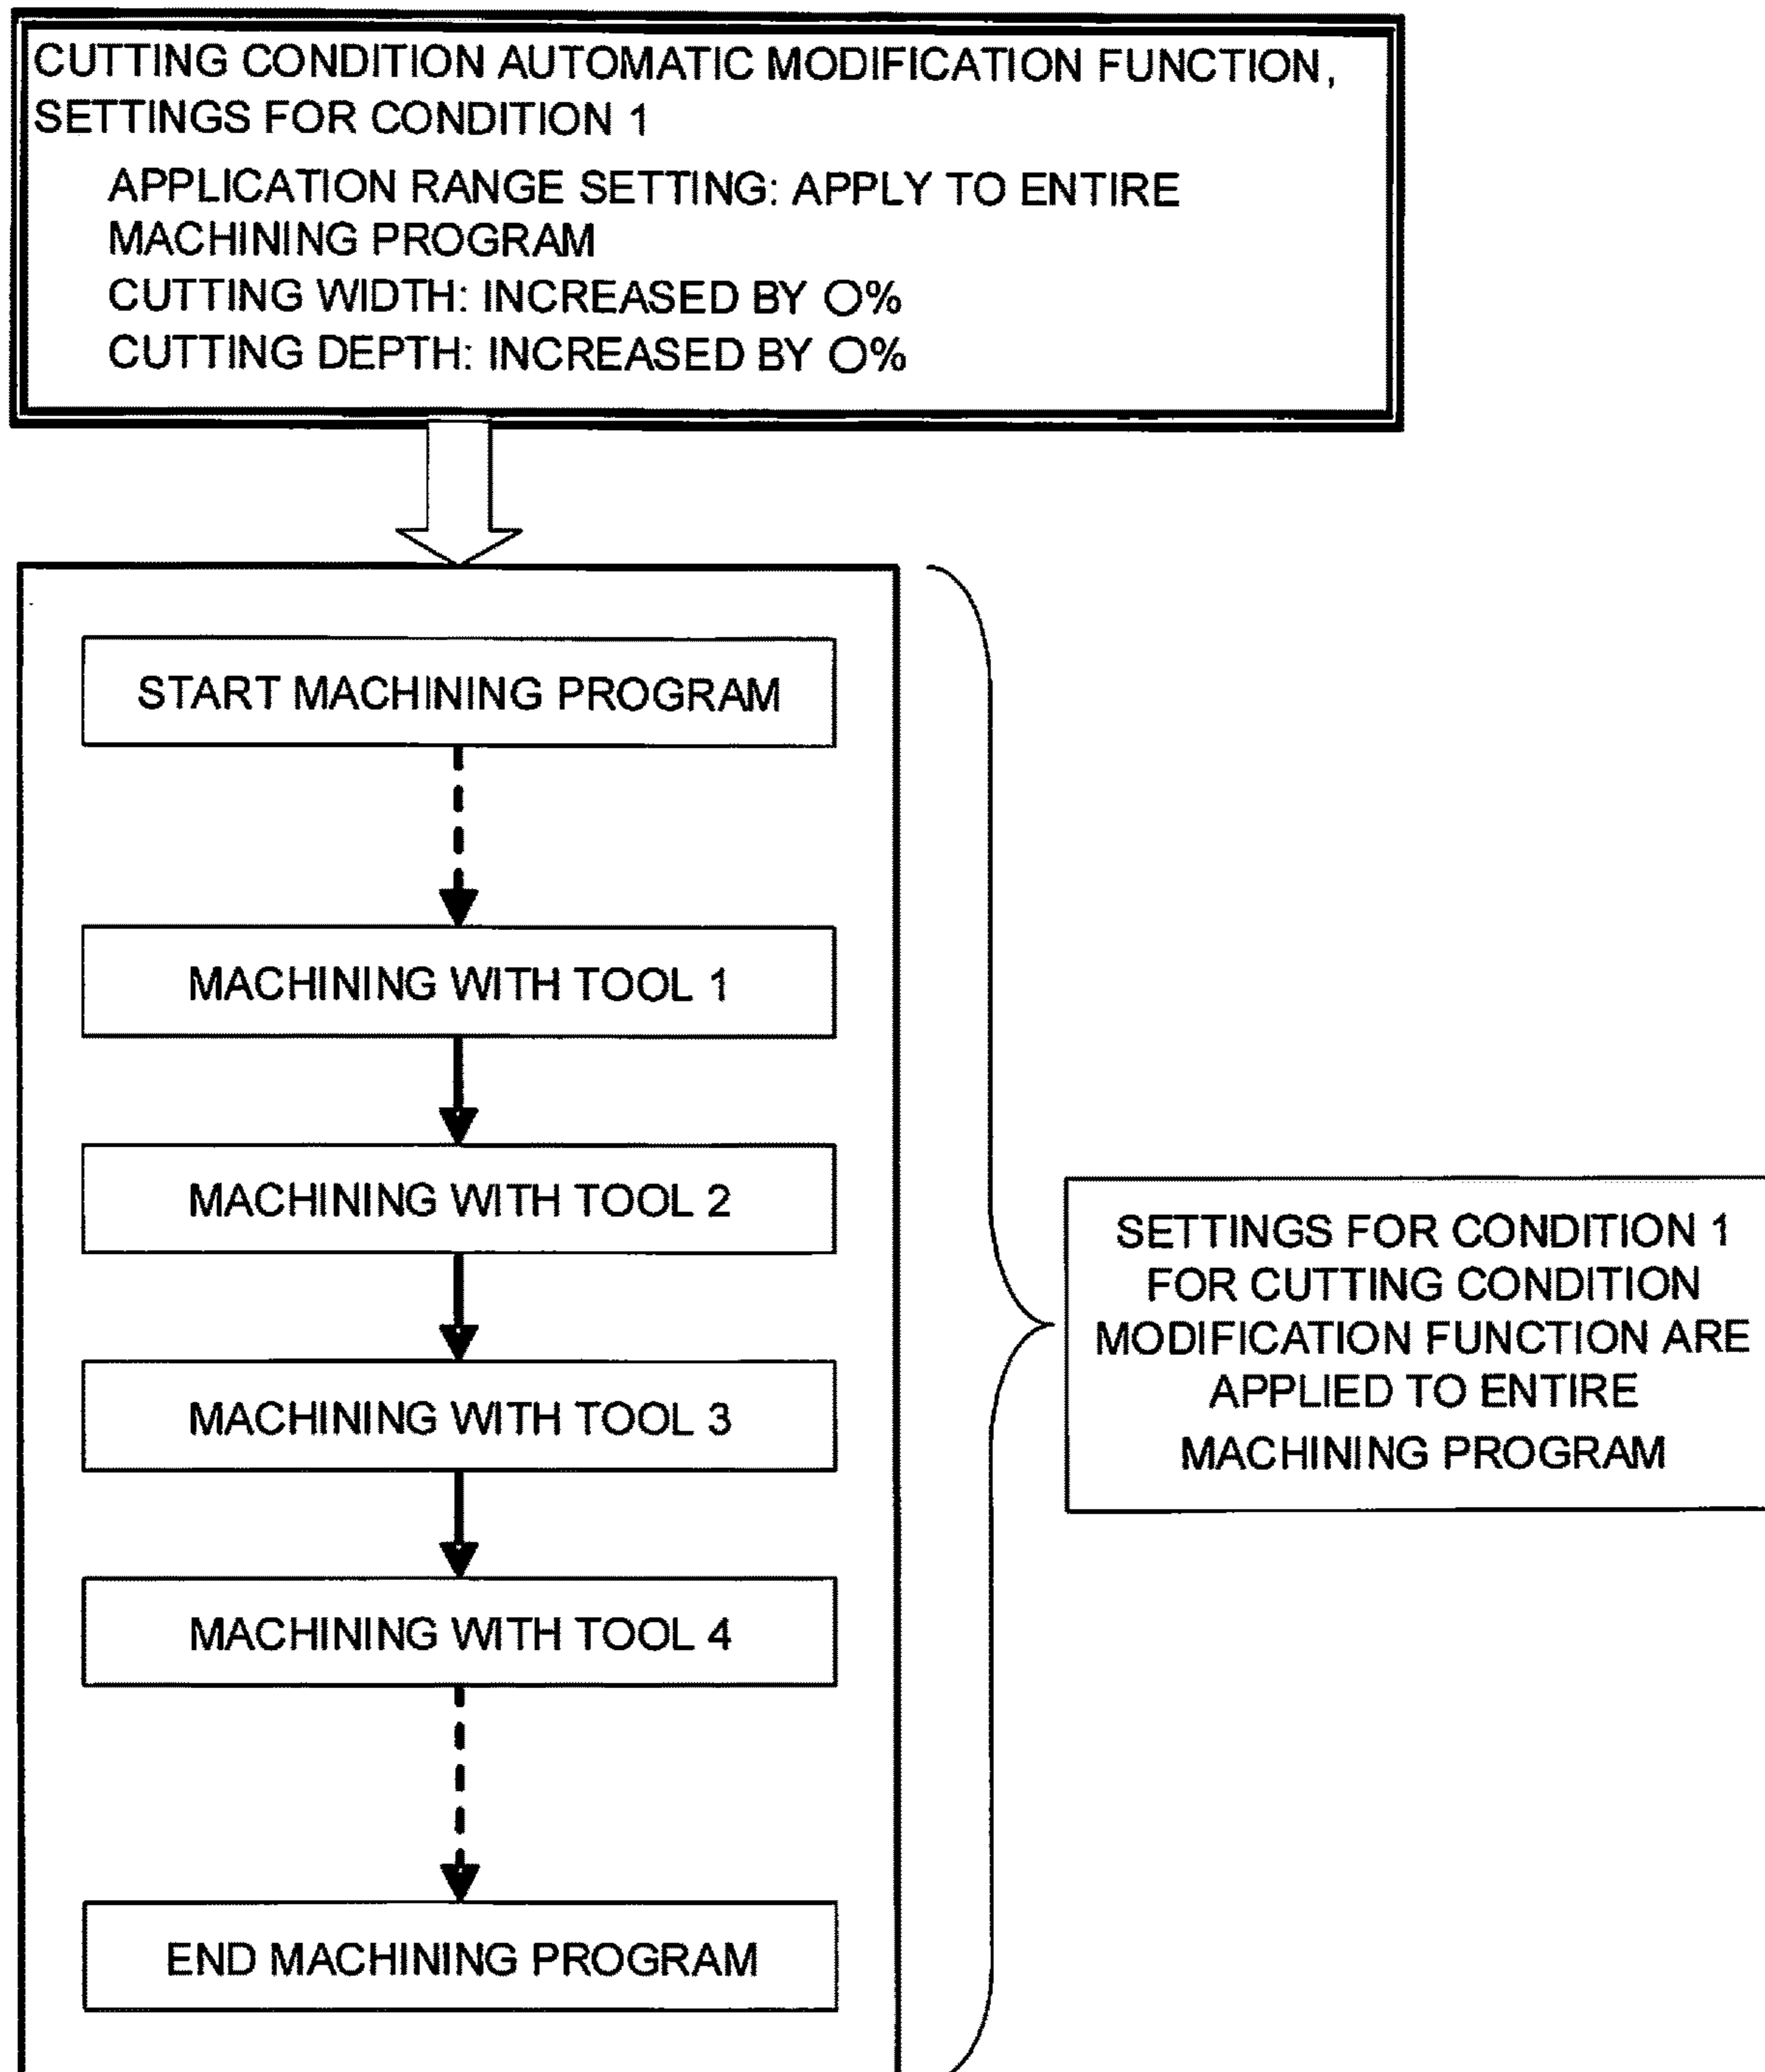 CUTTING CONDITION AUTOMATIC MODIFICATION FUNCTION,
SETTINGS FOR CONDITION 1
APPLICATION RANGE SETTING: APPLY TO ENTIRE
MACHINING PROGRAM
CUTTING WIDTH: INCREASED BY ○%
CUTTING DEPTH: INCREASED BY ○%
START MACHINING PROGRAM
MACHINING WITH TOOL 1
MACHINING WITH TOOL 2
MACHINING WITH TOOL 3
MACHINING WITH TOOL 4
END MACHINING PROGRAM
SETTINGS FOR CONDITION 1
FOR CUTTING CONDITION
MODIFICATION FUNCTION ARE
APPLIED TO ENTIRE
MACHINING PROGRAM